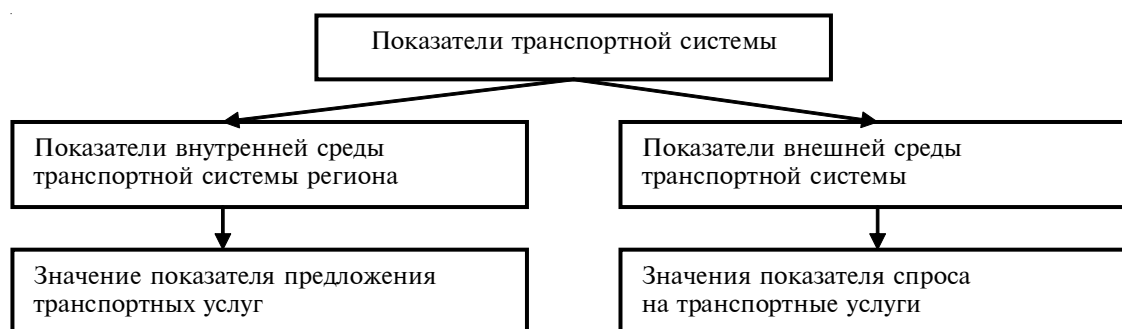 Показатели транспортной системы
Показатели внутренней среды
транспортной системы региона
Показатели внешней среды
транспортной системы
Значение показателя предложения
транспортных услуг
Значения показателя спроса
на транспортные услуги